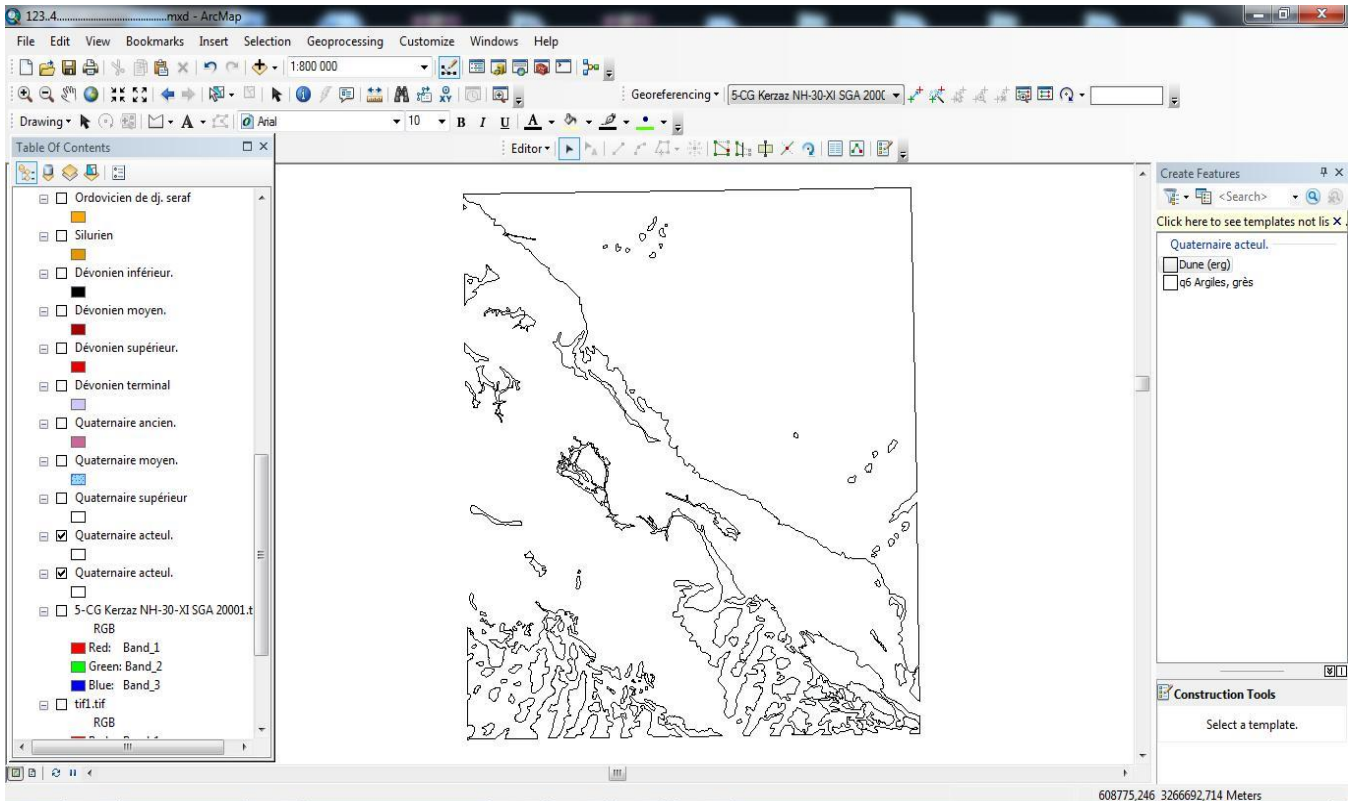 123..4..........................................mxd - ArcMap
File Edit View Bookmarks Insert Selection Geoprocessing Customize Windows Help
1:800 000
Georeferencing 5-CG Kerzaz NH-30-XI SGA 200(
Drawing A Arial 10 B I U A
Editor
Table Of Contents
Ordovicien de dj. seraf
Silurien
Dévonien inférieur.
Dévonien moyen.
Dévonien supérieur.
Dévonien terminal
Quaternaire ancien.
Quaternaire moyen.
Quaternaire supérieur
Quaternaire acteul.
Quaternaire acteul.
5-CG Kerzaz NH-30-XI SGA 20001.t
RGB
Red: Band_1
Green: Band_2
Blue: Band_3
tif1.tif
RGB
Create Features
<Search>
Click here to see templates not lis
Quaternaire acteul.
Dune (erg)
q6 Argiles, grès
Construction Tools
Select a template.
608775,246 3266692,714 Meters